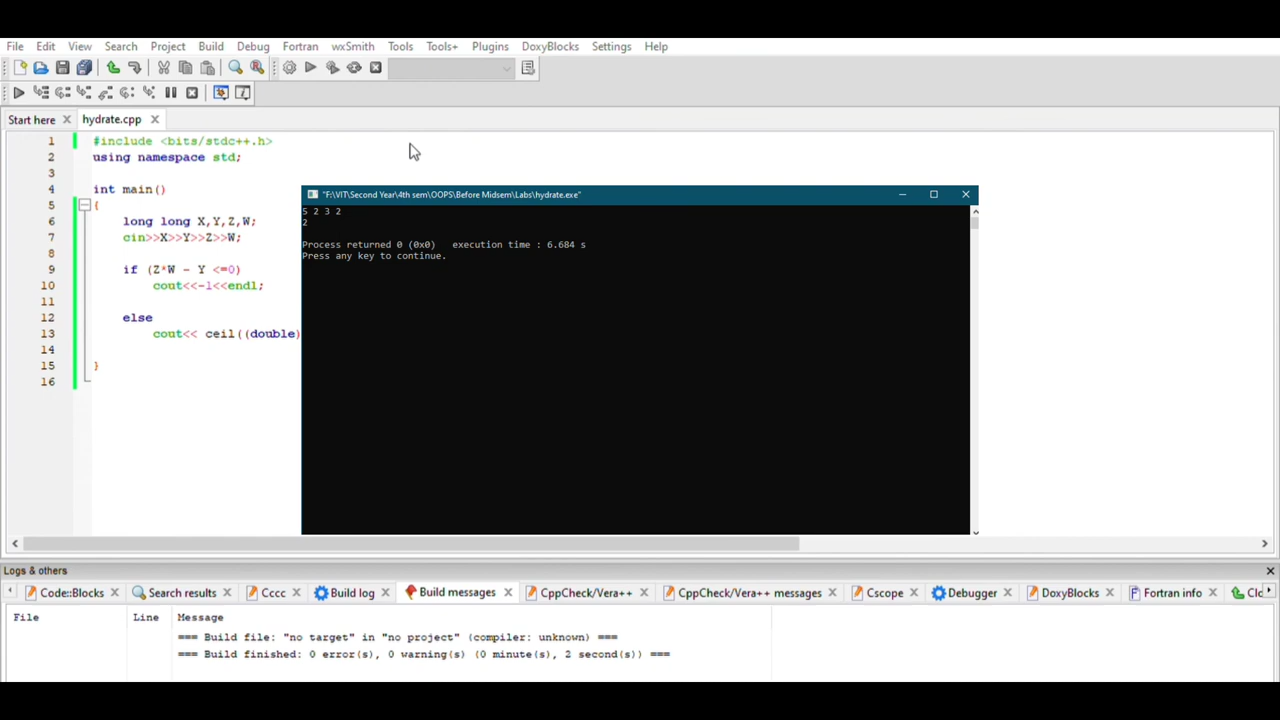 File Edit View Search Project Build Debug Fortran wxSmith Tools Tools+ Plugins DoxyBlocks Settings Help
Start here hydrate.cpp
1 #include <bits/stdc++.h>
2 using namespace std;
3
4 int main()
5 {
6 long long X,Y,Z,W;
7 cin>>X>>Y>>Z>>W;
8
9 if (Z*W - Y <=0)
10 cout<<-1<<endl;
11
12 else
13 cout<< ceil((double)
14
15 }
16
"F:\VIT\Second Year\4th sem\OOPS\Before Midsem\Labs\hydrate.exe"
5 2 3 2
2
Process returned 0 (0x0) execution time : 6.684 s
Press any key to continue.
Logs & others
Code::Blocks Search results Cccc Build log Build messages CppCheck/Vera++ CppCheck/Vera++ messages Cscope Debugger DoxyBlocks Fortran info Clo
File Line Message
=== Build file: "no target" in "no project" (compiler: unknown) ===
=== Build finished: 0 error(s), 0 warning(s) (0 minute(s), 2 second(s)) ===